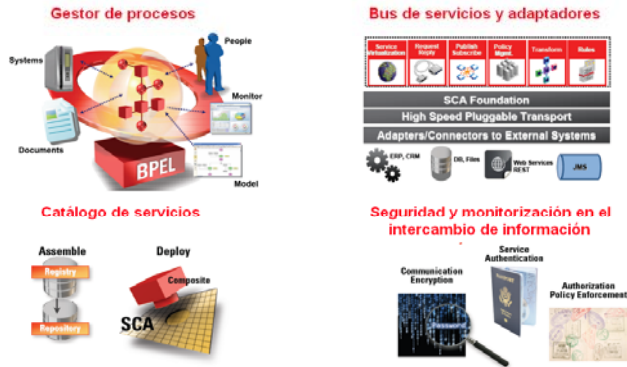 Gestor de procesos
People
Systems
Monitor
Documents
BPEL
Model
Bus de servicios y adaptadores
Service Virtualization
Request Reply
Publish Subscribe
Policy Mgmt.
Transform
Rules
SCA Foundation
High Speed Pluggable Transport
Adapters/Connectors to External Systems
ERP, CRM
DB, Files
Web Services
REST
JMS
Catálogo de servicios
Assemble
Registry
Repository
Deploy
Composite
SCA
Seguridad y monitorización en el
intercambio de información
Service
Authentication
Communication
Encryption
Authorization
Policy Enforcement